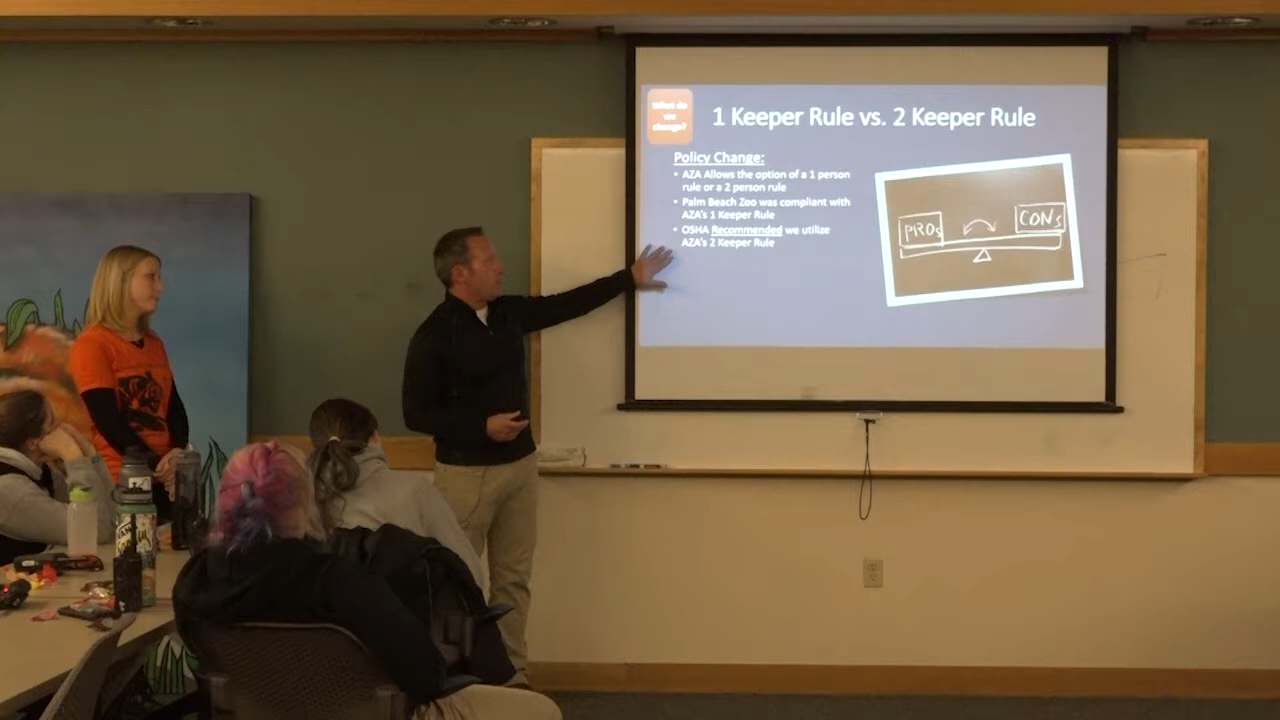 What do
we
change?
1 Keeper Rule vs. 2 Keeper Rule
Policy Change:
• AZA Allows the option of a 1 person
rule or a 2 person rule
• Palm Beach Zoo was compliant with
AZA's 1 Keeper Rule
• OSHA Recommended we utilize
AZA's 2 Keeper Rule
PROs
CONs